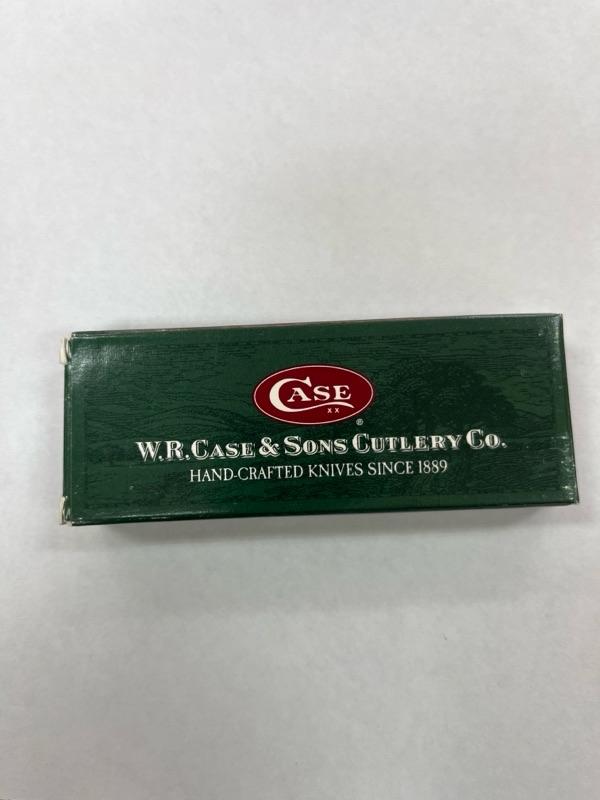 CASE
XX
®
W.R. CASE & SONS CUTLERY CO.
HAND-CRAFTED KNIVES SINCE 1889